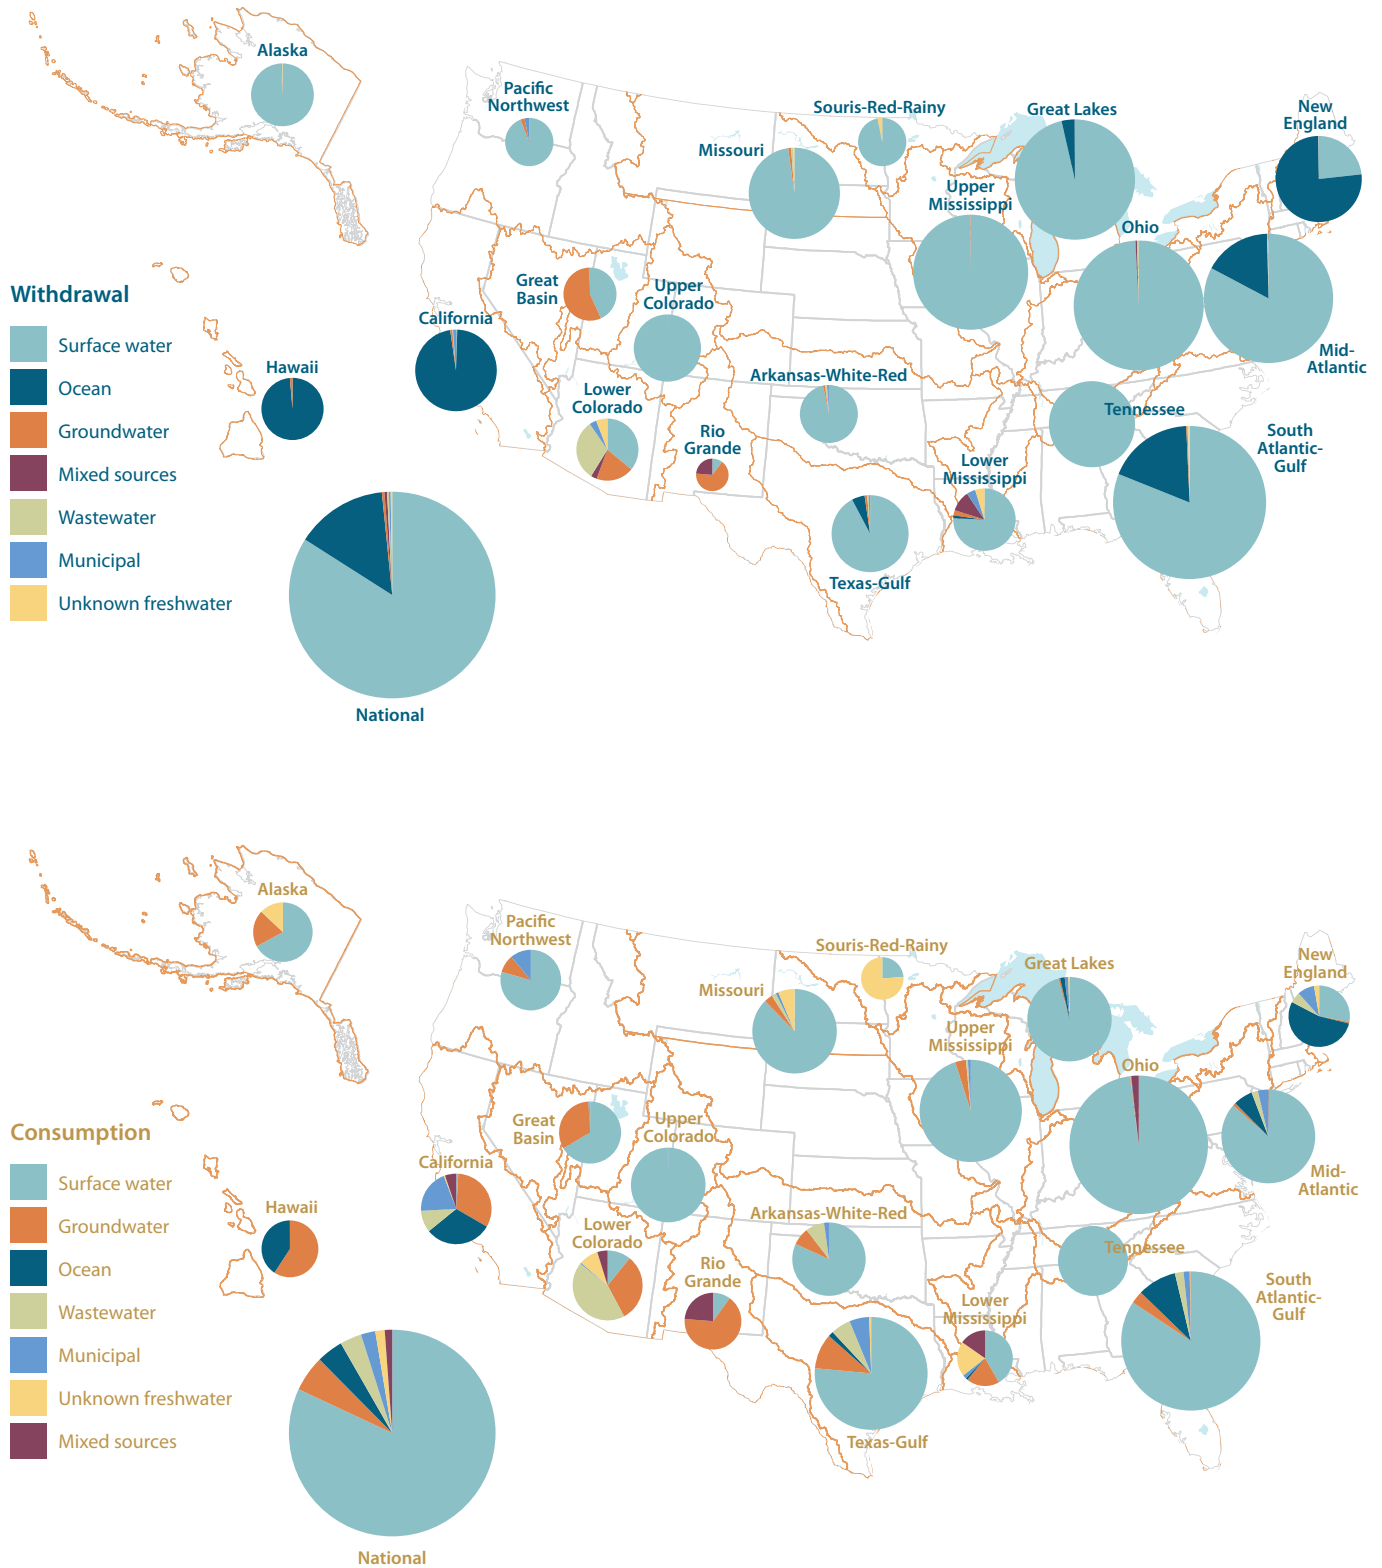 Alaska
Pacific
Northwest
Souris-Red-Rainy
Great Lakes
New
England
Missouri
Upper
Mississippi
Ohio
Great
Basin
Upper
Colorado
Withdrawal
Surface water
Ocean
Groundwater
Mixed sources
Wastewater
Municipal
Unknown freshwater
California
Hawaii
Mid-
Atlantic
Arkansas-White-Red
Lower
Colorado
Tennessee
Rio
Grande
South
Atlantic-
Gulf
Lower
Mississippi
Texas-Gulf
National
Alaska
Pacific
Northwest
Souris-Red-Rainy
Great Lakes
New
England
Missouri
Upper
Mississippi
Ohio
Great
Basin
Upper
Colorado
Consumption
Surface water
Groundwater
Ocean
Wastewater
Municipal
Unknown freshwater
Mixed sources
California
Hawaii
Mid-
Atlantic
Arkansas-White-Red
Lower
Colorado
Tennessee
Rio
Grande
South
Atlantic-
Gulf
Lower
Mississippi
Texas-Gulf
National